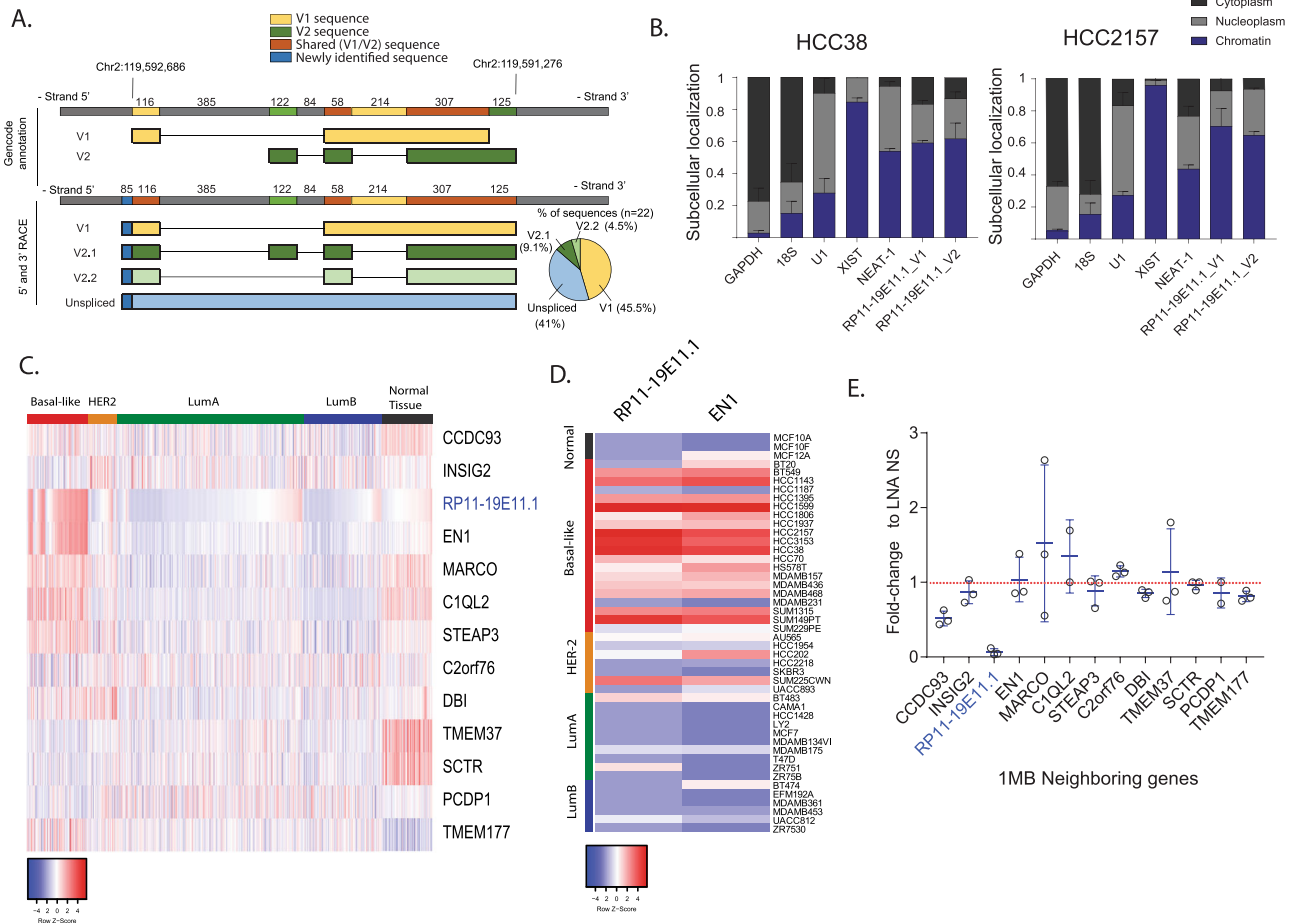 A.
V1 sequence
V2 sequence
Shared (V1/V2) sequence
Newly identified sequence
Chr2:119,592,686
Chr2:119,591,276
Gencode annotation
- Strand 5'
116
385
122
84
58
214
307
125
- Strand 3'
V1
V2
5' and 3' RACE
- Strand 5'
85
116
385
122
84
58
214
307
125
- Strand 3'
V1
V2.1
V2.2
Unspliced
% of sequences (n=22)
V2.1
(9.1%)
V2.2 (4.5%)
Unspliced
(41%)
V1 (45.5%)
B.
Cytoplasm
Nucleoplasm
Chromatin
HCC38
Subcellular localization
1
0.8
0.6
0.4
0.2
GAPDH
18S
U1
XIST
NEAT-1
RP11-19E11.1_V1
RP11-19E11.1_V2
HCC2157
Subcellular localization
1
0.8
0.6
0.4
0.2
GAPDH
18S
U1
XIST
NEAT-1
RP11-19E11.1_V1
RP11-19E11.1_V2
C.
Basal-like
HER2
LumA
LumB
Normal
Tissue
CCDC93
INSIG2
RP11-19E11.1
EN1
MARCO
C1QL2
STEAP3
C2orf76
DBI
TMEM37
SCTR
PCDP1
TMEM177
-4 -2 0 2 4
Row Z-Score
D.
RP11-19E11.1
EN1
Normal
Basal-like
HER-2
LumA
LumB
MCF10A
MCF10F
MCF12A
BT20
BT549
HCC1143
HCC1187
HCC1395
HCC1599
HCC1806
HCC1937
HCC2157
HCC3153
HCC38
HCC70
HS578T
MDAMB157
MDAMB436
MDAMB468
MDAMB231
SUM1315
SUM149PT
SUM229PE
AU565
HCC1954
HCC202
HCC2218
SKBR3
SUM225CWN
UACC893
BT483
CAMA1
HCC1428
LY2
MCF7
MDAMB134VI
MDAMB175
T47D
ZR751
ZR75B
BT474
EFM192A
MDAMB361
MDAMB453
UACC812
ZR7530
-4 -2 0 2 4
Row Z-Score
E.
Fold-change to LNA NS
3
2
1
0
CCDC93
INSIG2
RP11-19E11.1
EN1
MARCO
C1QL2
STEAP3
C2orf76
DBI
TMEM37
SCTR
PCDP1
TMEM177
1MB Neighboring genes